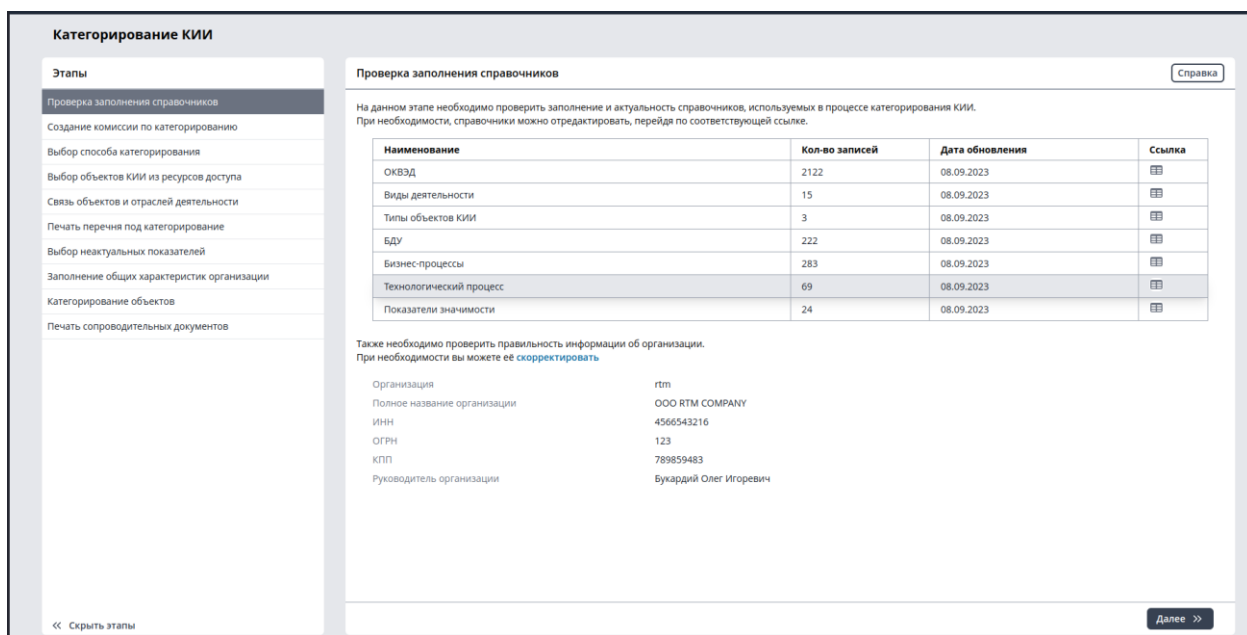 Категорирование КИИ
Этапы
Проверка заполнения справочников
Создание комиссии по категорированию
Выбор способа категорирования
Выбор объектов КИИ из ресурсов доступа
Связь объектов и отраслей деятельности
Печать перечня под категорирование
Выбор неактуальных показателей
Заполнение общих характеристик организации
Категорирование объектов
Печать сопроводительных документов
« Скрыть этапы
Проверка заполнения справочников Справка
На данном этапе необходимо проверить заполнение и актуальность справочников, используемых в процессе категорирования КИИ.
При необходимости, справочники можно отредактировать, перейдя по соответствующей ссылке.
Наименование Кол-во записей Дата обновления Ссылка
ОКВЭД 2122 08.09.2023
Виды деятельности 15 08.09.2023
Типы объектов КИИ 3 08.09.2023
БДУ 222 08.09.2023
Бизнес-процессы 283 08.09.2023
Технологический процесс 69 08.09.2023
Показатели значимости 24 08.09.2023
Также необходимо проверить правильность информации об организации.
При необходимости вы можете её скорректировать
Организация rtm
Полное название организации ООО RTM COMPANY
ИНН 4566543216
ОГРН 123
КПП 789859483
Руководитель организации Букардий Олег Игоревич
Далее »